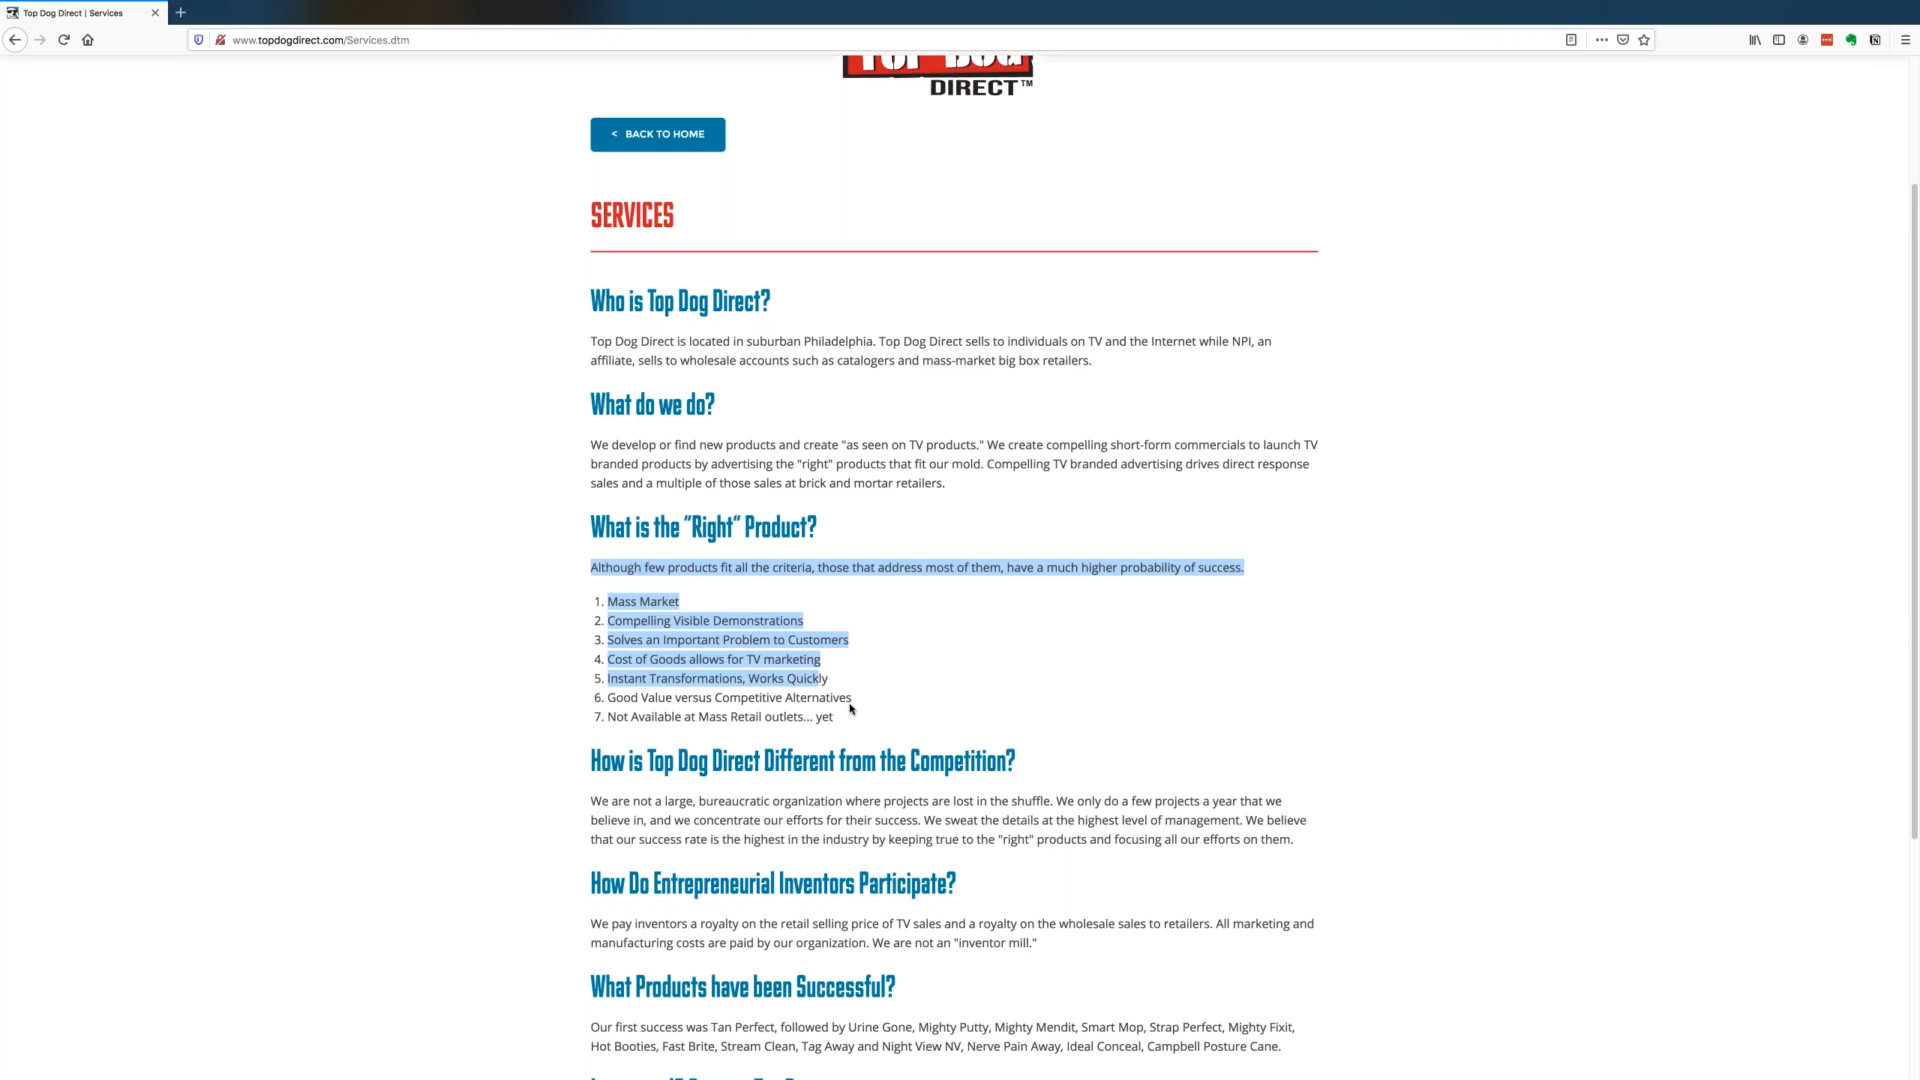 Top Dog Direct | Services
www.topdogdirect.com/Services.dtm
TOP DOG
DIRECT™
< BACK TO HOME
SERVICES
Who is Top Dog Direct?
Top Dog Direct is located in suburban Philadelphia. Top Dog Direct sells to individuals on TV and the Internet while NPI, an
affiliate, sells to wholesale accounts such as catalogers and mass-market big box retailers.
What do we do?
We develop or find new products and create "as seen on TV products." We create compelling short-form commercials to launch TV
branded products by advertising the "right" products that fit our mold. Compelling TV branded advertising drives direct response
sales and a multiple of those sales at brick and mortar retailers.
What is the "Right" Product?
Although few products fit all the criteria, those that address most of them, have a much higher probability of success.
1. Mass Market
2. Compelling Visible Demonstrations
3. Solves an Important Problem to Customers
4. Cost of Goods allows for TV marketing
5. Instant Transformations, Works Quickly
6. Good Value versus Competitive Alternatives
7. Not Available at Mass Retail outlets... yet
How is Top Dog Direct Different from the Competition?
We are not a large, bureaucratic organization where projects are lost in the shuffle. We only do a few projects a year that we
believe in, and we concentrate our efforts for their success. We sweat the details at the highest level of management. We believe
that our success rate is the highest in the industry by keeping true to the "right" products and focusing all our efforts on them.
How Do Entrepreneurial Inventors Participate?
We pay inventors a royalty on the retail selling price of TV sales and a royalty on the wholesale sales to retailers. All marketing and
manufacturing costs are paid by our organization. We are not an "inventor mill."
What Products have been Successful?
Our first success was Tan Perfect, followed by Urine Gone, Mighty Putty, Mighty Mendit, Smart Mop, Strap Perfect, Mighty Fixit,
Hot Booties, Fast Brite, Stream Clean, Tag Away and Night View NV, Nerve Pain Away, Ideal Conceal, Campbell Posture Cane.